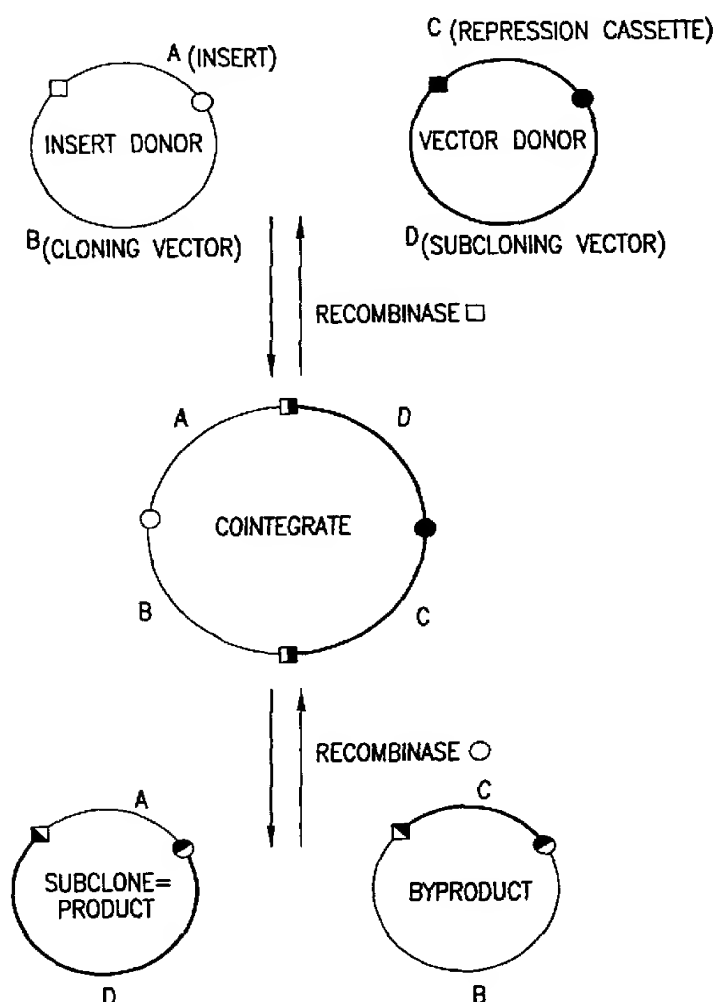 C (REPRESSION CASSETTE)
A (INSERT)
INSERT DONOR
VECTOR DONOR
B (CLONING VECTOR)
D (SUBCLONING VECTOR)
RECOMBINASE □
A
D
COINTEGRATE
B
C
RECOMBINASE ○
A
C
SUBCLONE=
PRODUCT
BYPRODUCT
D
B